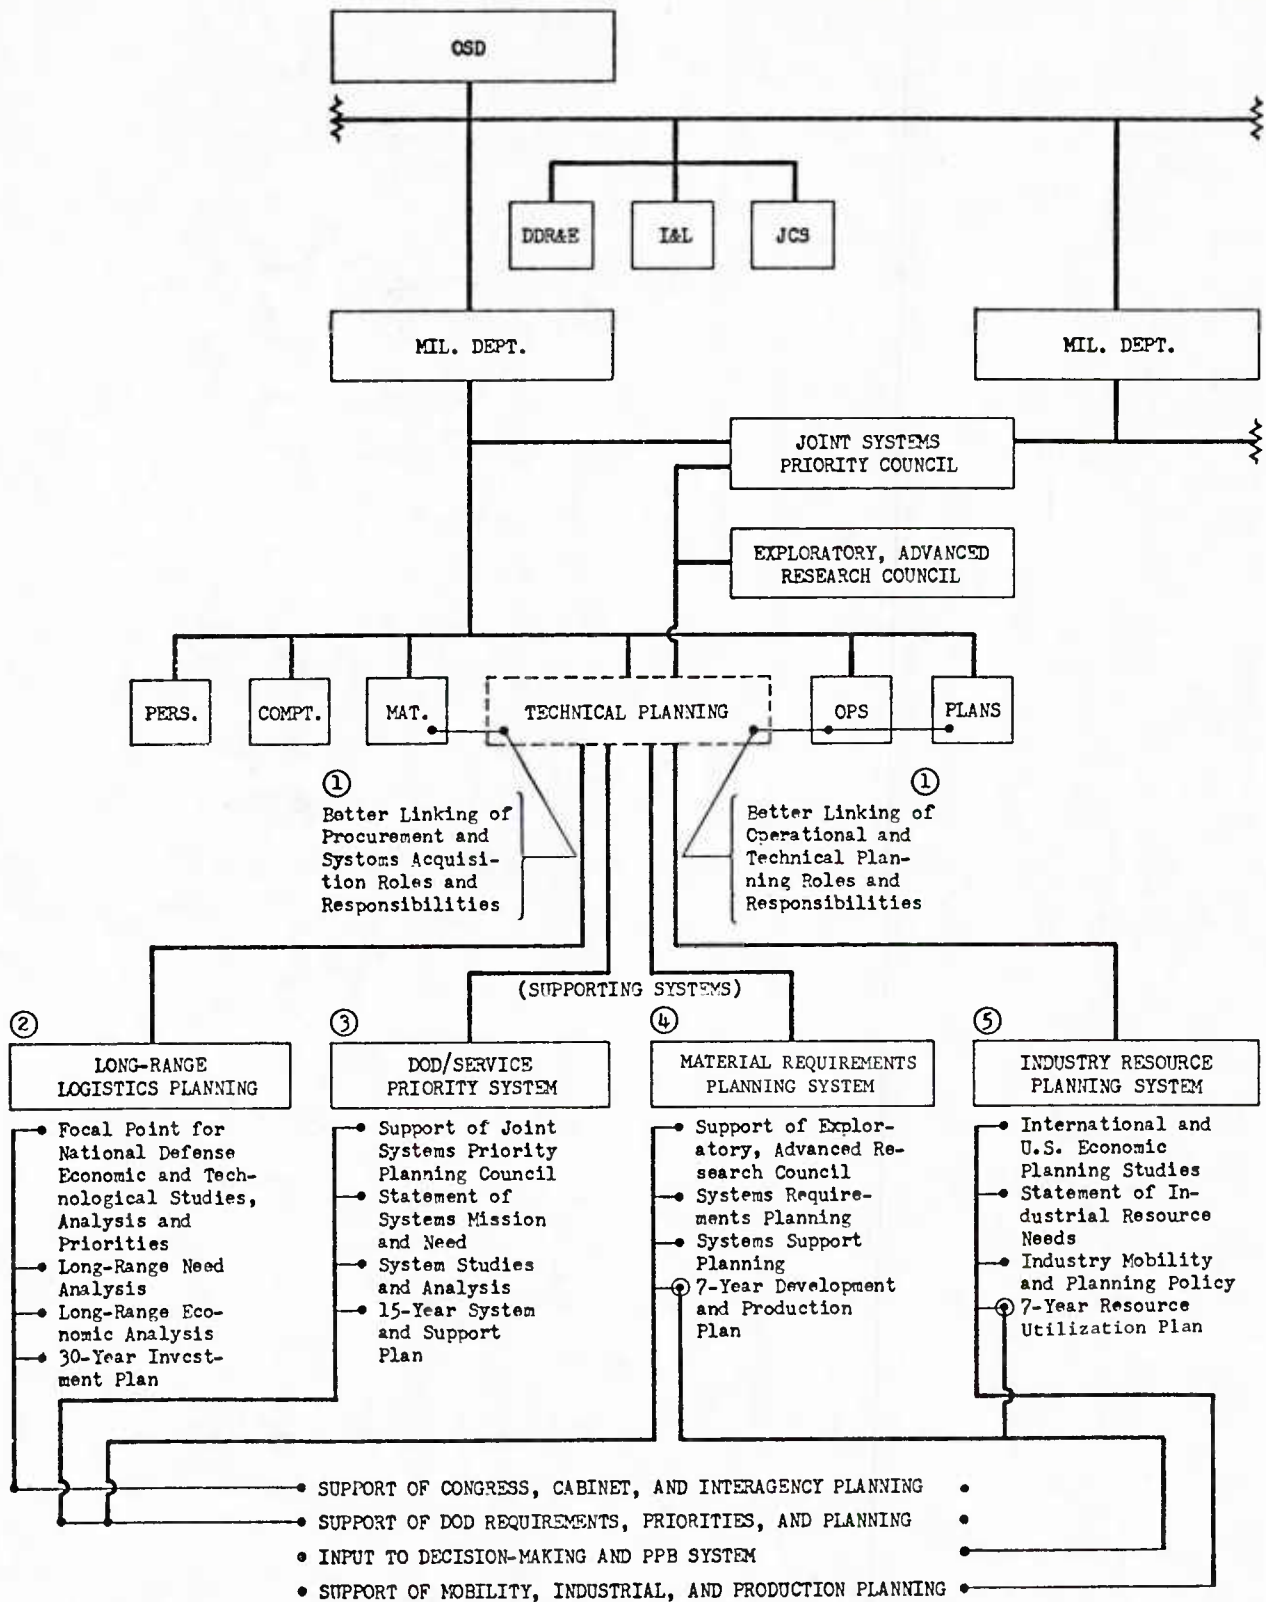 OSD
DDR&E
I&L
JCS
MIL. DEPT.
MIL. DEPT.
JOINT SYSTEMS
PRIORITY COUNCIL
EXPLORATORY, ADVANCED
RESEARCH COUNCIL
PERS.
COMPT.
MAT.
TECHNICAL PLANNING
OPS
PLANS
1
Better Linking of
Procurement and
Systoms Acquisi-
tion Roles and
Responsibilities
1
Better Linking of
Operational and
Technical Plan-
ning Roles and
Responsibilities
(SUPPORTING SYSTEMS)
2
LONG-RANGE
LOGISTICS PLANNING
• Focal Point for
National Defense
Economic and Tech-
nological Studies,
Analysis and
Priorities
• Long-Range Need
Analysis
• Long-Range Eco-
nomic Analysis
• 30-Year Invest-
ment Plan
3
DOD/SERVICE
PRIORITY SYSTEM
• Support of Joint
Systems Priority
Planning Council
• Statement of
Systems Mission
and Need
• System Studies
and Analysis
• 15-Year System
and Support
Plan
4
MATERIAL REQUIREMENTS
PLANNING SYSTEM
• Support of Explor-
atory, Advanced Re-
search Council
• Systems Require-
ments Planning
• Systems Support
Planning
• 7-Year Development
and Production
Plan
5
INDUSTRY RESOURCE
PLANNING SYSTEM
• International and
U.S. Economic
Planning Studies
• Statement of In-
dustrial Resource
Needs
• Industry Mobility
and Planning Policy
• 7-Year Resource
Utilization Plan
• SUPPORT OF CONGRESS, CABINET, AND INTERAGENCY PLANNING •
• SUPPORT OF DOD REQUIREMENTS, PRIORITIES, AND PLANNING •
• INPUT TO DECISION-MAKING AND PPB SYSTEM •
• SUPPORT OF MOBILITY, INDUSTRIAL, AND PRODUCTION PLANNING •